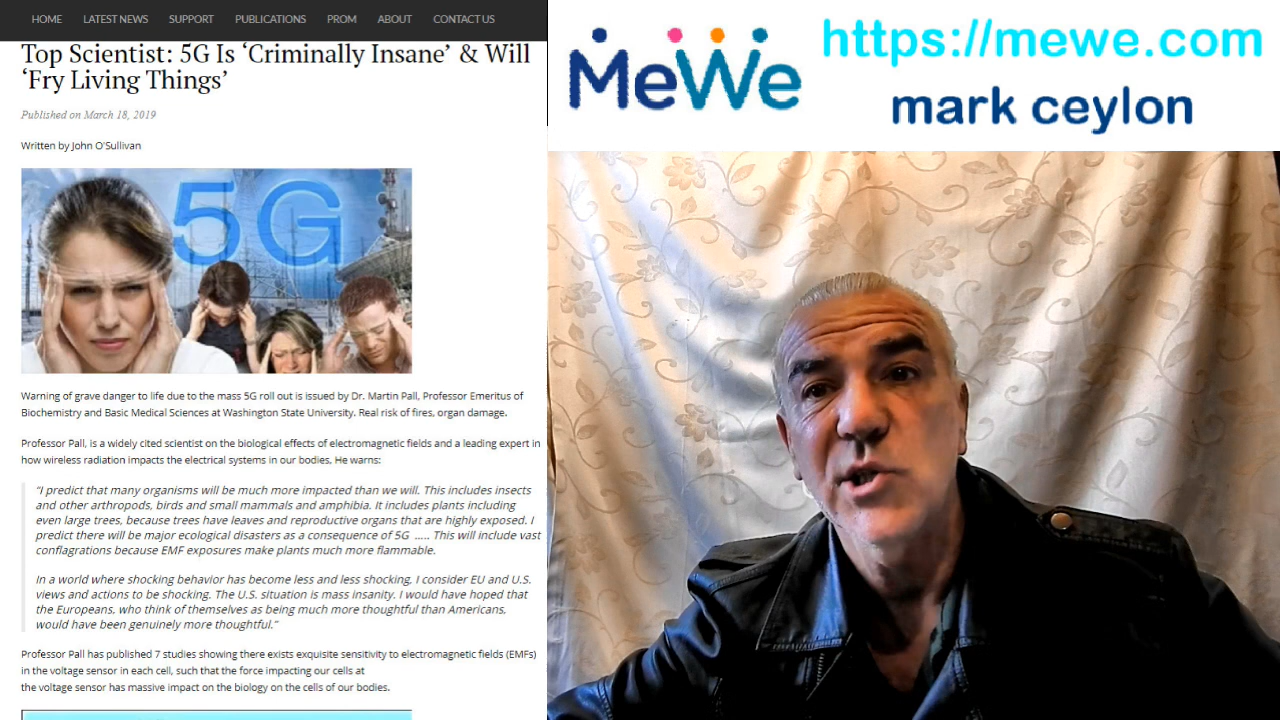 HOME LATEST NEWS SUPPORT PUBLICATIONS PROM ABOUT CONTACT US
Top Scientist: 5G Is ‘Criminally Insane’ & Will
‘Fry Living Things’
Published on March 18, 2019
Written by John O'Sullivan
5G
Warning of grave danger to life due to the mass 5G roll out is issued by Dr. Martin Pall, Professor Emeritus of
Biochemistry and Basic Medical Sciences at Washington State University. Real risk of fires, organ damage.
Professor Pall, is a widely cited scientist on the biological effects of electromagnetic fields and a leading expert in
how wireless radiation impacts the electrical systems in our bodies. He warns:
“I predict that many organisms will be much more impacted than we will. This includes insects
and other arthropods, birds and small mammals and amphibia. It includes plants including
even large trees, because trees have leaves and reproductive organs that are highly exposed. I
predict there will be major ecological disasters as a consequence of 5G ..... This will include vast
conflagrations because EMF exposures make plants much more flammable.
In a world where shocking behavior has become less and less shocking, I consider EU and U.S.
views and actions to be shocking. The U.S. situation is mass insanity. I would have hoped that
the Europeans, who think of themselves as being much more thoughtful than Americans,
would have been genuinely more thoughtful.”
Professor Pall has published 7 studies showing there exists exquisite sensitivity to electromagnetic fields (EMFs)
in the voltage sensor in each cell, such that the force impacting our cells at
the voltage sensor has massive impact on the biology on the cells of our bodies.
MeWe
https://mewe.com
mark ceylon